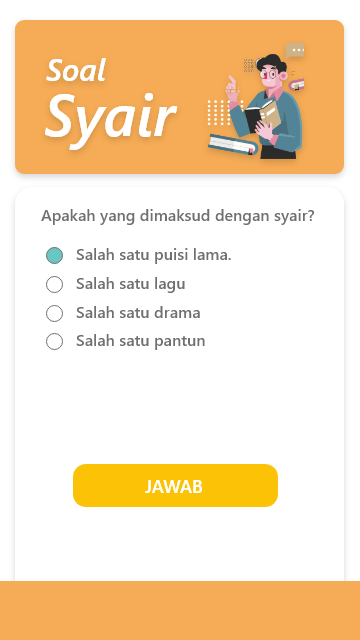 Soal
Syair
Apakah yang dimaksud dengan syair?
Salah satu puisi lama.
Salah satu lagu
Salah satu drama
Salah satu pantun
JAWAB